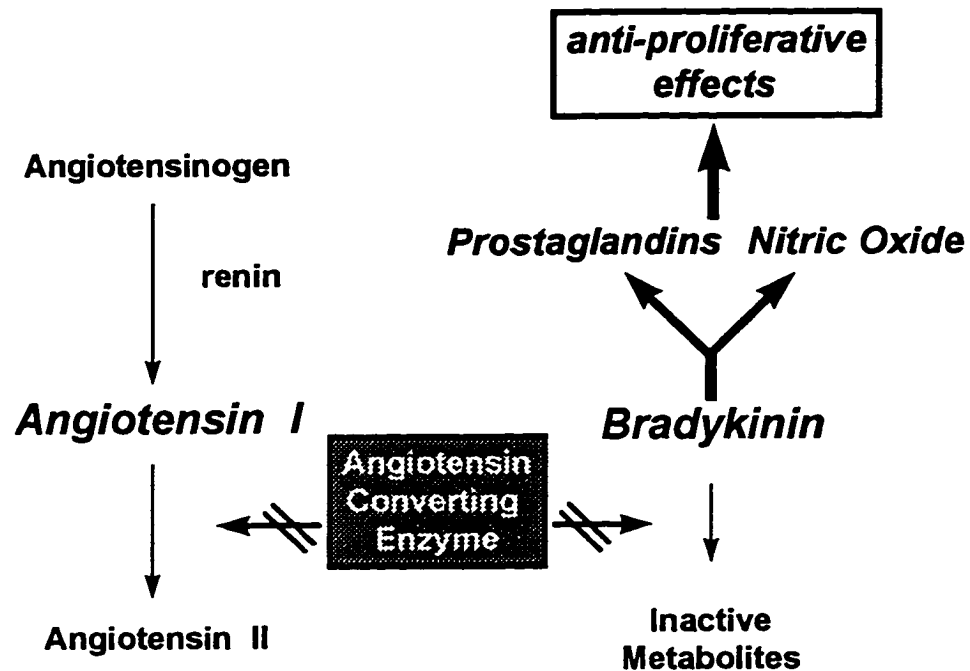 anti-proliferative
effects
Angiotensinogen
Prostaglandins Nitric Oxide
renin
Angiotensin I
Bradykinin
Angiotensin
Converting
Enzyme
Angiotensin II
Inactive
Metabolites